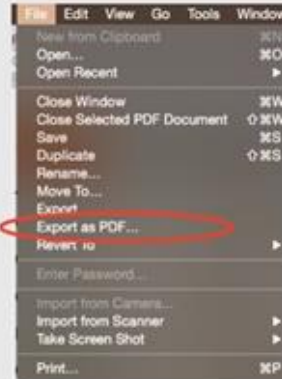 File Edit View Go Tools Window
New from Clipboard ⌘N
Open... ⌘O
Open Recent ▶
Close Window ⌘W
Close Selected PDF Document ⇧⌘W
Save ⌘S
Duplicate ⇧⌘S
Rename...
Move To...
Export...
Export as PDF...
Revert To ▶
Enter Password...
Import from Camera...
Import from Scanner ▶
Take Screen Shot ▶
Print... ⌘P